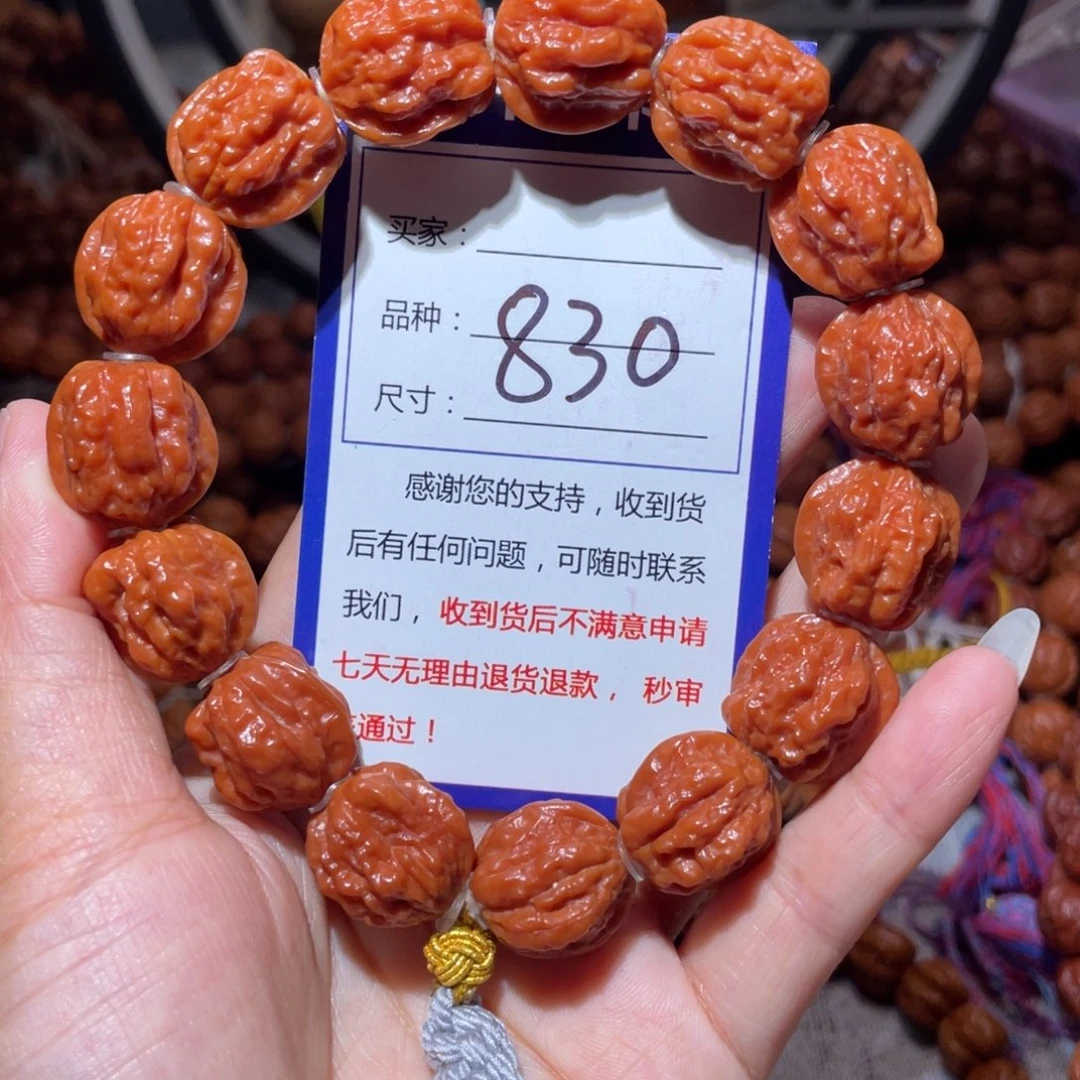 买家：
品种：
830
尺寸：
感谢您的支持，收到货
后有任何问题，可随时联系
我们，收到货后不满意申请
七天无理由退货退款，秒审
通过！